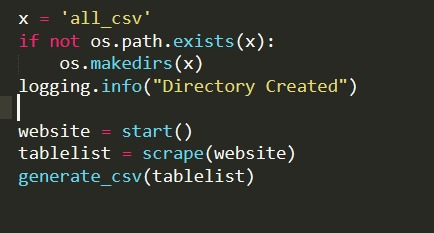 x = 'all_csv'
if not os.path.exists(x):
    os.makedirs(x)
logging.info("Directory Created")

website = start()
tablelist = scrape(website)
generate_csv(tablelist)